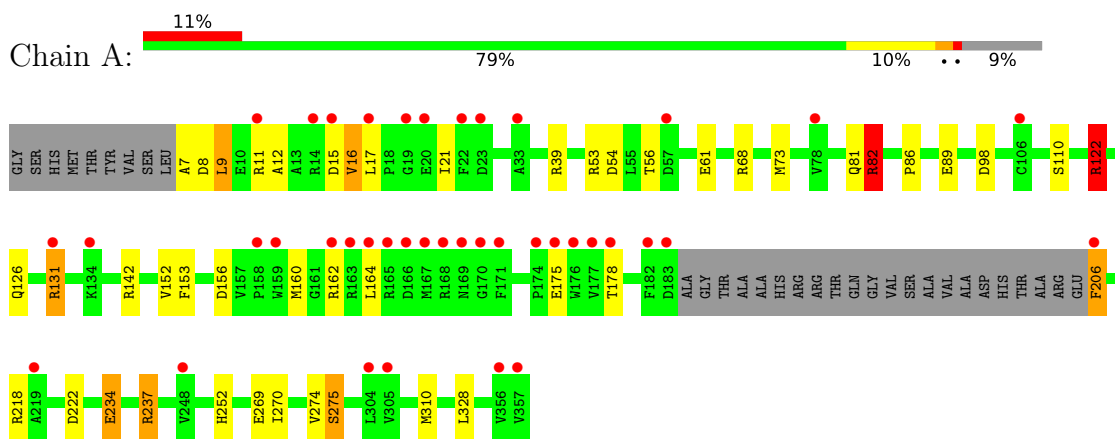 11%
Chain A:
79% 10% • • 9%
GLY SER HIS MET THR TYR VAL SER LEU A7 D8 L9 E10 R11 A12 A13 R14 D15 V16 L17 P18 G19 E20 I21 F22 D23 A33 R39 R53 D54 L55 T56 D57 E61 R68 M73 V78 Q81 R82 P86 E89 D98 C106 S110 R122
Q126 R131 K134 R142 V152 F153 D156 V157 P158 W159 M160 G161 R162 R163 L164 R165 D166 M167 R168 N169 G170 F171 P174 E175 W176 V177 T178 F182 D183 ALA GLY THR ALA ALA HIS ARG ARG THR GLN GLY VAL SER ALA VAL ALA ASP HIS THR ALA ARG GLU F206
R218 A219 D222 E234 R237 V248 H252 E269 I270 V274 S275 L304 V305 M310 L328 V356 V357